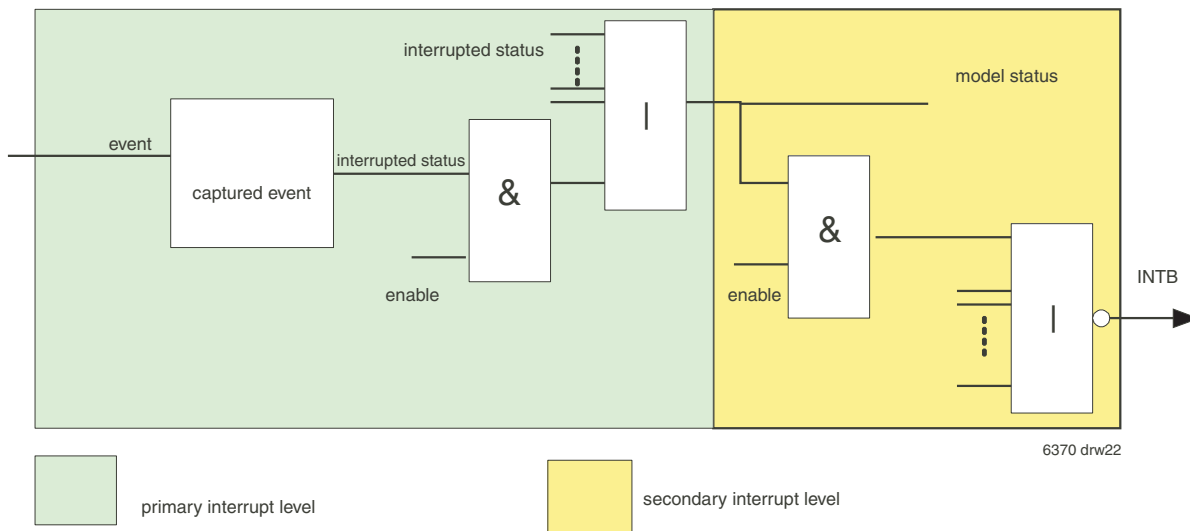 interrupted status
|
model status
event
interrupted status
captured event
&
&
enable
enable
INTB
|
6370 drw22
primary interrupt level
secondary interrupt level